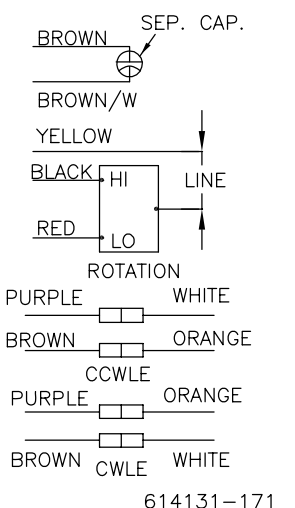 SEP. CAP.
BROWN
BROWN/W
YELLOW
BLACK HI LINE
RED LO
ROTATION
PURPLE WHITE
BROWN ORANGE
CCWLE
PURPLE ORANGE
BROWN CWLE WHITE
614131-171